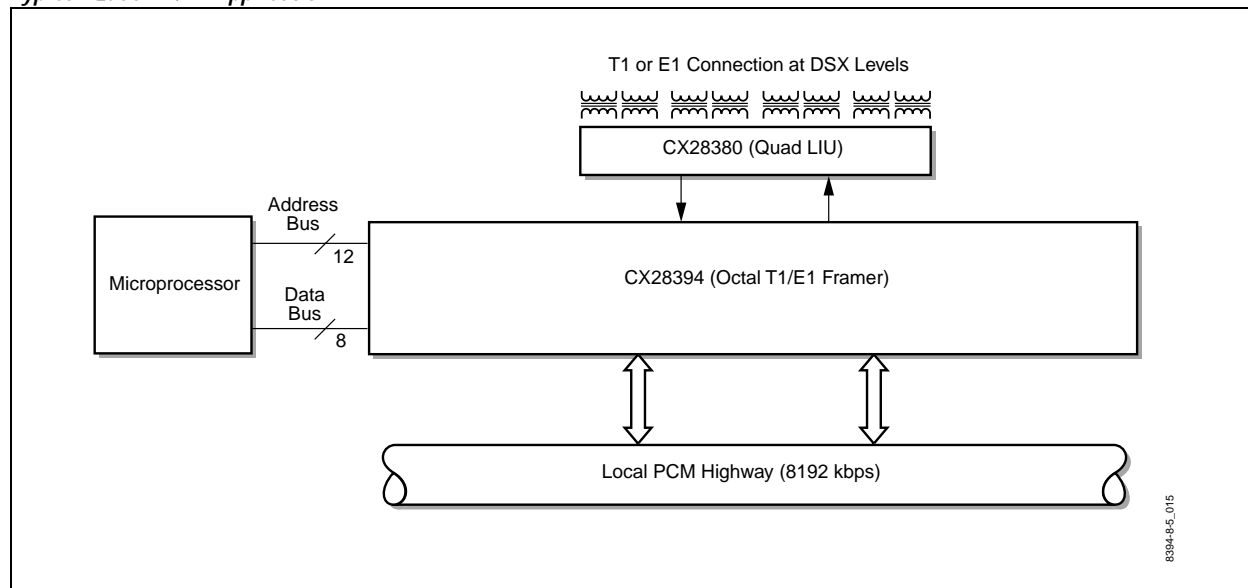 T1 or E1 Connection at DSX Levels
CX28380 (Quad LIU)
Address
Bus
12
Microprocessor
CX28394 (Octal T1/E1 Framer)
Data
Bus
8
Local PCM Highway (8192 kbps)
8394-8-5_015